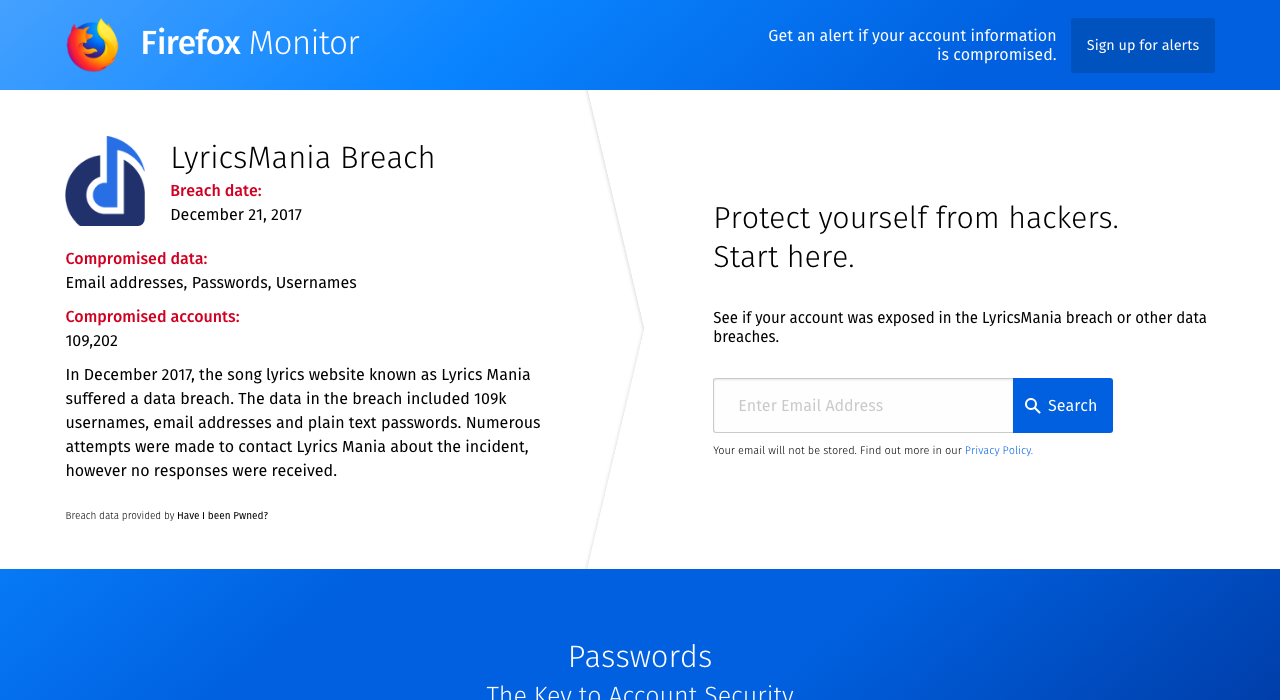 Firefox Monitor
Get an alert if your account information
is compromised.
Sign up for alerts
LyricsMania Breach
Breach date:
December 21, 2017
Compromised data:
Email addresses, Passwords, Usernames
Compromised accounts:
109,202
In December 2017, the song lyrics website known as Lyrics Mania
suffered a data breach. The data in the breach included 109k
usernames, email addresses and plain text passwords. Numerous
attempts were made to contact Lyrics Mania about the incident,
however no responses were received.
Breach data provided by Have I been Pwned?
Protect yourself from hackers.
Start here.
See if your account was exposed in the LyricsMania breach or other data
breaches.
Enter Email Address
Search
Your email will not be stored. Find out more in our Privacy Policy.
Passwords
The Key to Account Security